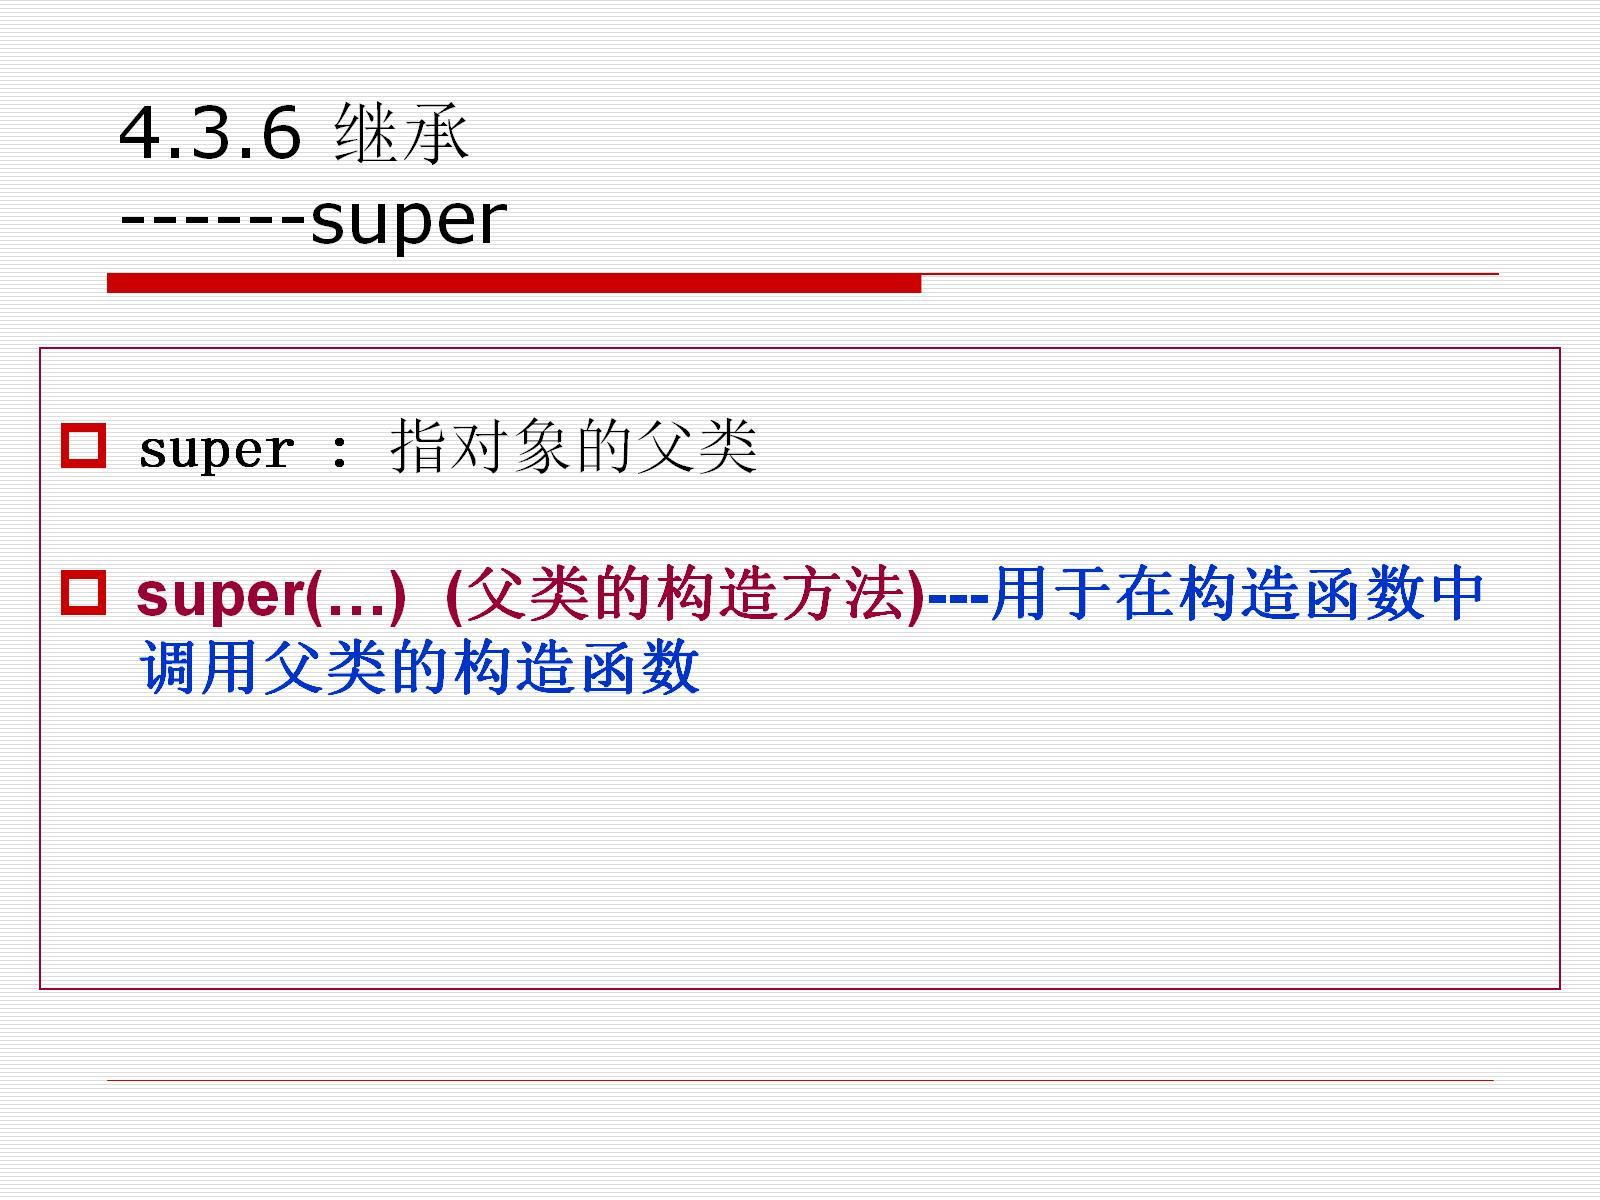 4.3.6 继承
------super
super : 指对象的父类
super(…) (父类的构造方法)---用于在构造函数中
调用父类的构造函数